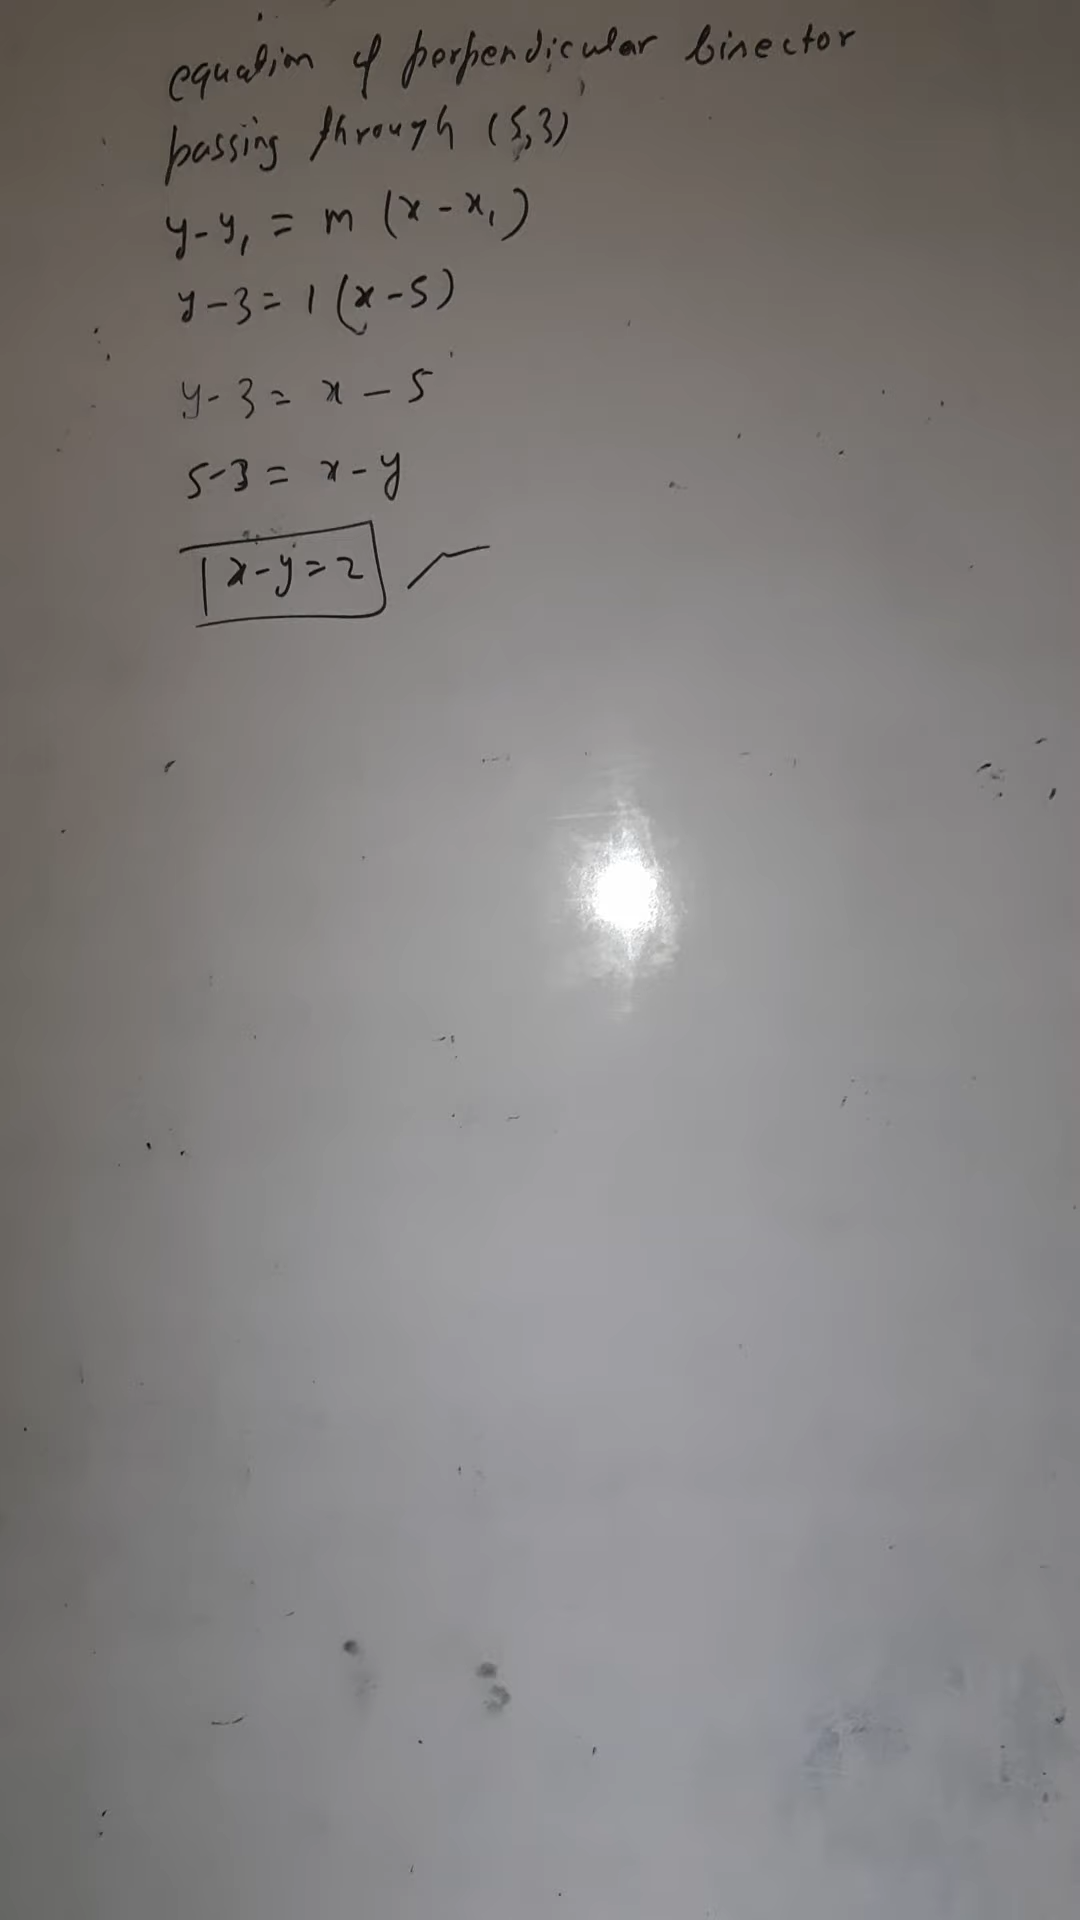 equation of perpendicular bisector
passing through (5,3)
y-y₁ = m (x-x₁)
y-3= 1 (x-5)
y-3= x-5
5-3= x-y
x-y=2